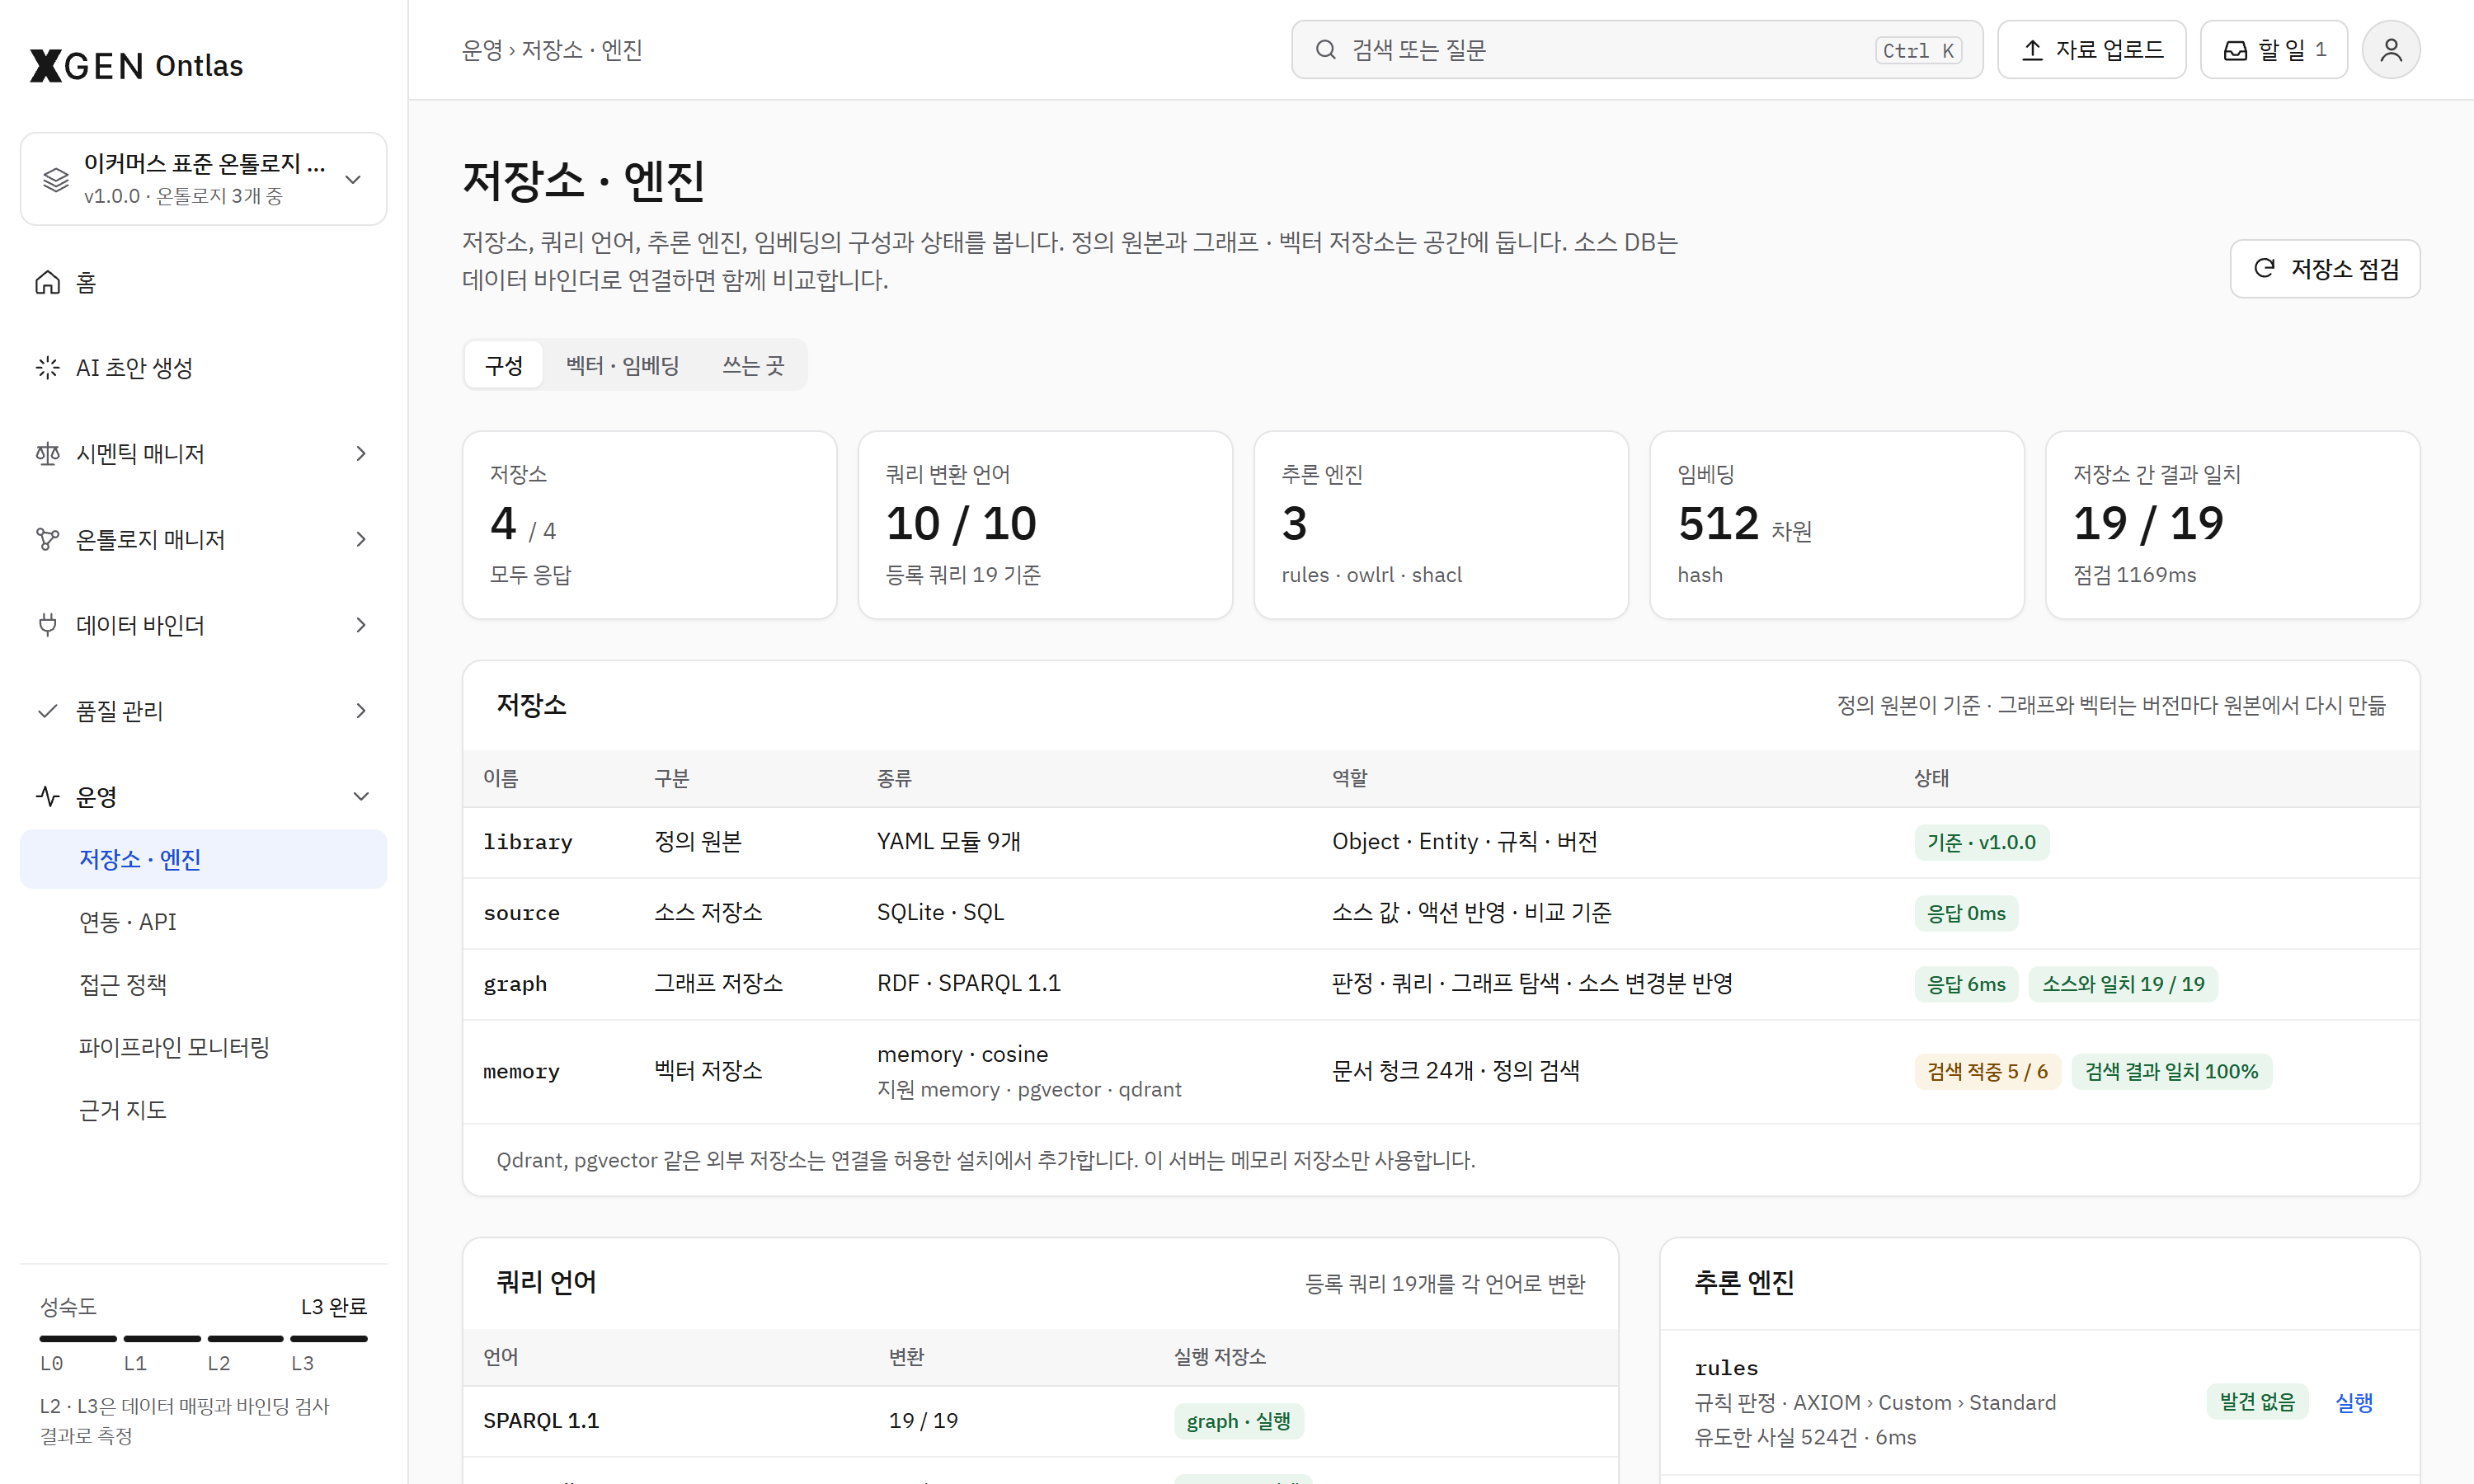 XGEN Ontlas
운영 › 저장소 · 엔진
검색 또는 질문
Ctrl K
자료 업로드
할 일 1
이커머스 표준 온톨로지 ...
v1.0.0 · 온톨로지 3개 중
홈
AI 초안 생성
시멘틱 매니저
온톨로지 매니저
데이터 바인더
품질 관리
운영
저장소 · 엔진
연동 · API
접근 정책
파이프라인 모니터링
근거 지도
성숙도
L3 완료
L0 L1 L2 L3
L2 · L3은 데이터 매핑과 바인딩 검사
결과로 측정
저장소 · 엔진
저장소, 쿼리 언어, 추론 엔진, 임베딩의 구성과 상태를 봅니다. 정의 원본과 그래프 · 벡터 저장소는 공간에 둡니다. 소스 DB는
데이터 바인더로 연결하면 함께 비교합니다.
저장소 점검
구성
벡터 · 임베딩
쓰는 곳
저장소
4 / 4
모두 응답
쿼리 변환 언어
10 / 10
등록 쿼리 19 기준
추론 엔진
3
rules · owlrl · shacl
임베딩
512 차원
hash
저장소 간 결과 일치
19 / 19
점검 1169ms
저장소
정의 원본이 기준 · 그래프와 벡터는 버전마다 원본에서 다시 만듦
이름 구분 종류 역할 상태
library 정의 원본 YAML 모듈 9개 Object · Entity · 규칙 · 버전 기준 · v1.0.0
source 소스 저장소 SQLite · SQL 소스 값 · 액션 반영 · 비교 기준 응답 0ms
graph 그래프 저장소 RDF · SPARQL 1.1 판정 · 쿼리 · 그래프 탐색 · 소스 변경분 반영 응답 6ms 소스와 일치 19 / 19
memory 벡터 저장소 memory · cosine 문서 청크 24개 · 정의 검색 검색 적중 5 / 6 검색 결과 일치 100%
지원 memory · pgvector · qdrant
Qdrant, pgvector 같은 외부 저장소는 연결을 허용한 설치에서 추가합니다. 이 서버는 메모리 저장소만 사용합니다.
쿼리 언어
등록 쿼리 19개를 각 언어로 변환
언어 변환 실행 저장소
SPARQL 1.1 19 / 19 graph · 실행
추론 엔진
rules
규칙 판정 · AXIOM › Custom › Standard
유도한 사실 524건 · 6ms
발견 없음
실행